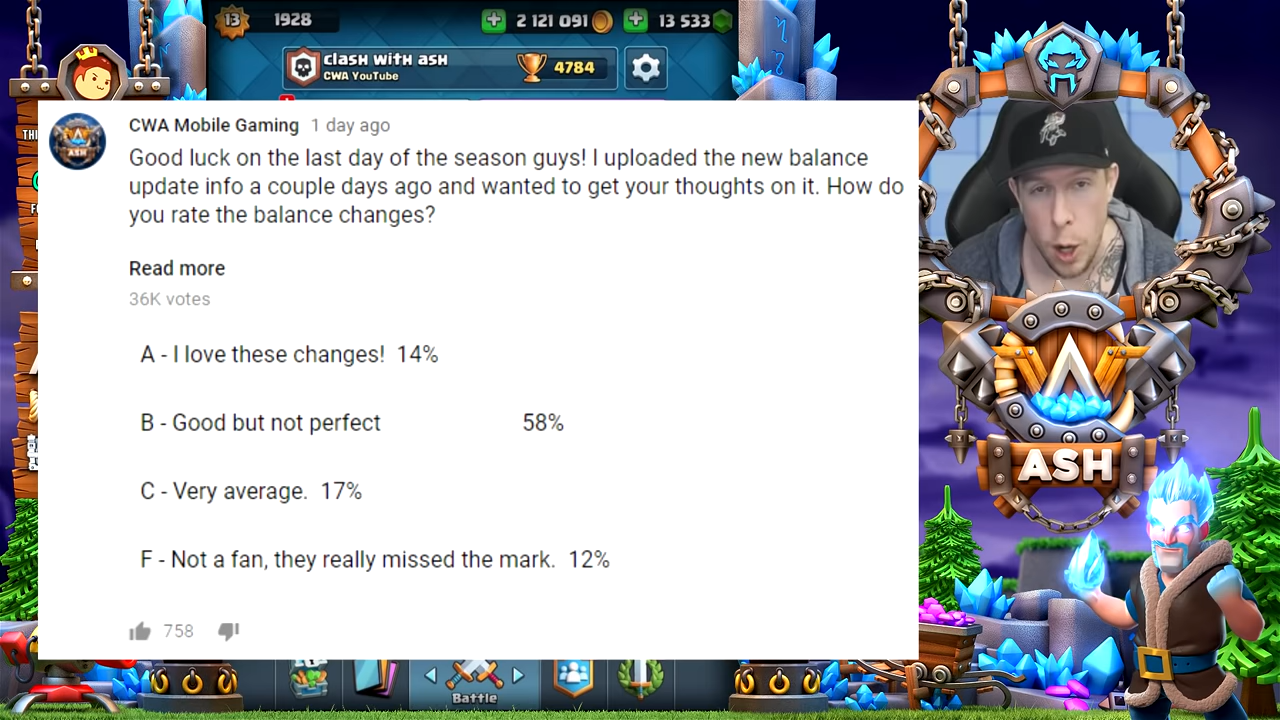 13
1928
2 121 091
13 533
clash with ash
CWA YouTube
4784
CWA Mobile Gaming 1 day ago
Good luck on the last day of the season guys! I uploaded the new balance
update info a couple days ago and wanted to get your thoughts on it. How do
you rate the balance changes?
Read more
36K votes
A - I love these changes! 14%
B - Good but not perfect 58%
C - Very average. 17%
F - Not a fan, they really missed the mark. 12%
758
Battle
ASH